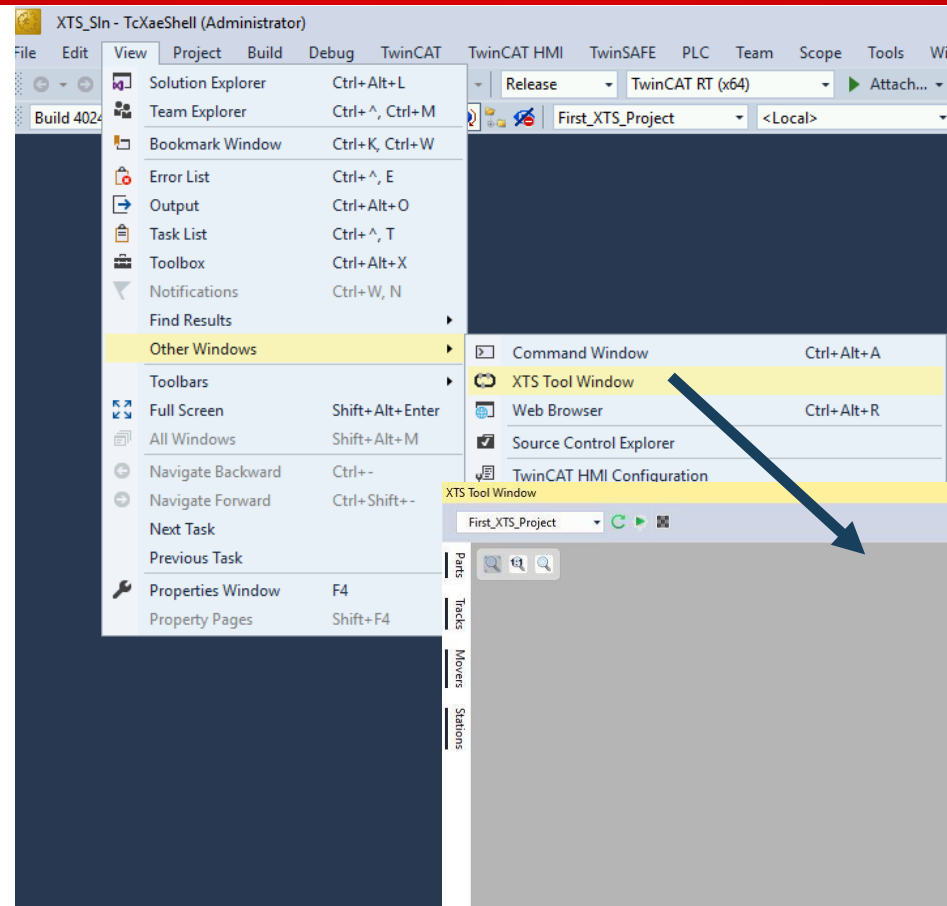 XTS_Sln - TcXaeShell (Administrator)
File Edit View Project Build Debug TwinCAT TwinCAT HMI TwinSAFE PLC Team Scope Tools Wi
Release TwinCAT RT (x64) Attach...
Build 4024 First_XTS_Project <Local>
Solution Explorer Ctrl+Alt+L
Team Explorer Ctrl+^, Ctrl+M
Bookmark Window Ctrl+K, Ctrl+W
Error List Ctrl+^, E
Output Ctrl+Alt+O
Task List Ctrl+^, T
Toolbox Ctrl+Alt+X
Notifications Ctrl+W, N
Find Results
Other Windows
Toolbars
Full Screen Shift+Alt+Enter
All Windows Shift+Alt+M
Navigate Backward Ctrl+-
Navigate Forward Ctrl+Shift+-
Next Task
Previous Task
Properties Window F4
Property Pages Shift+F4
Command Window Ctrl+Alt+A
XTS Tool Window
Web Browser Ctrl+Alt+R
Source Control Explorer
TwinCAT HMI Configuration
XTS Tool Window
First_XTS_Project
1:1
Parts
Tracks
Movers
Stations